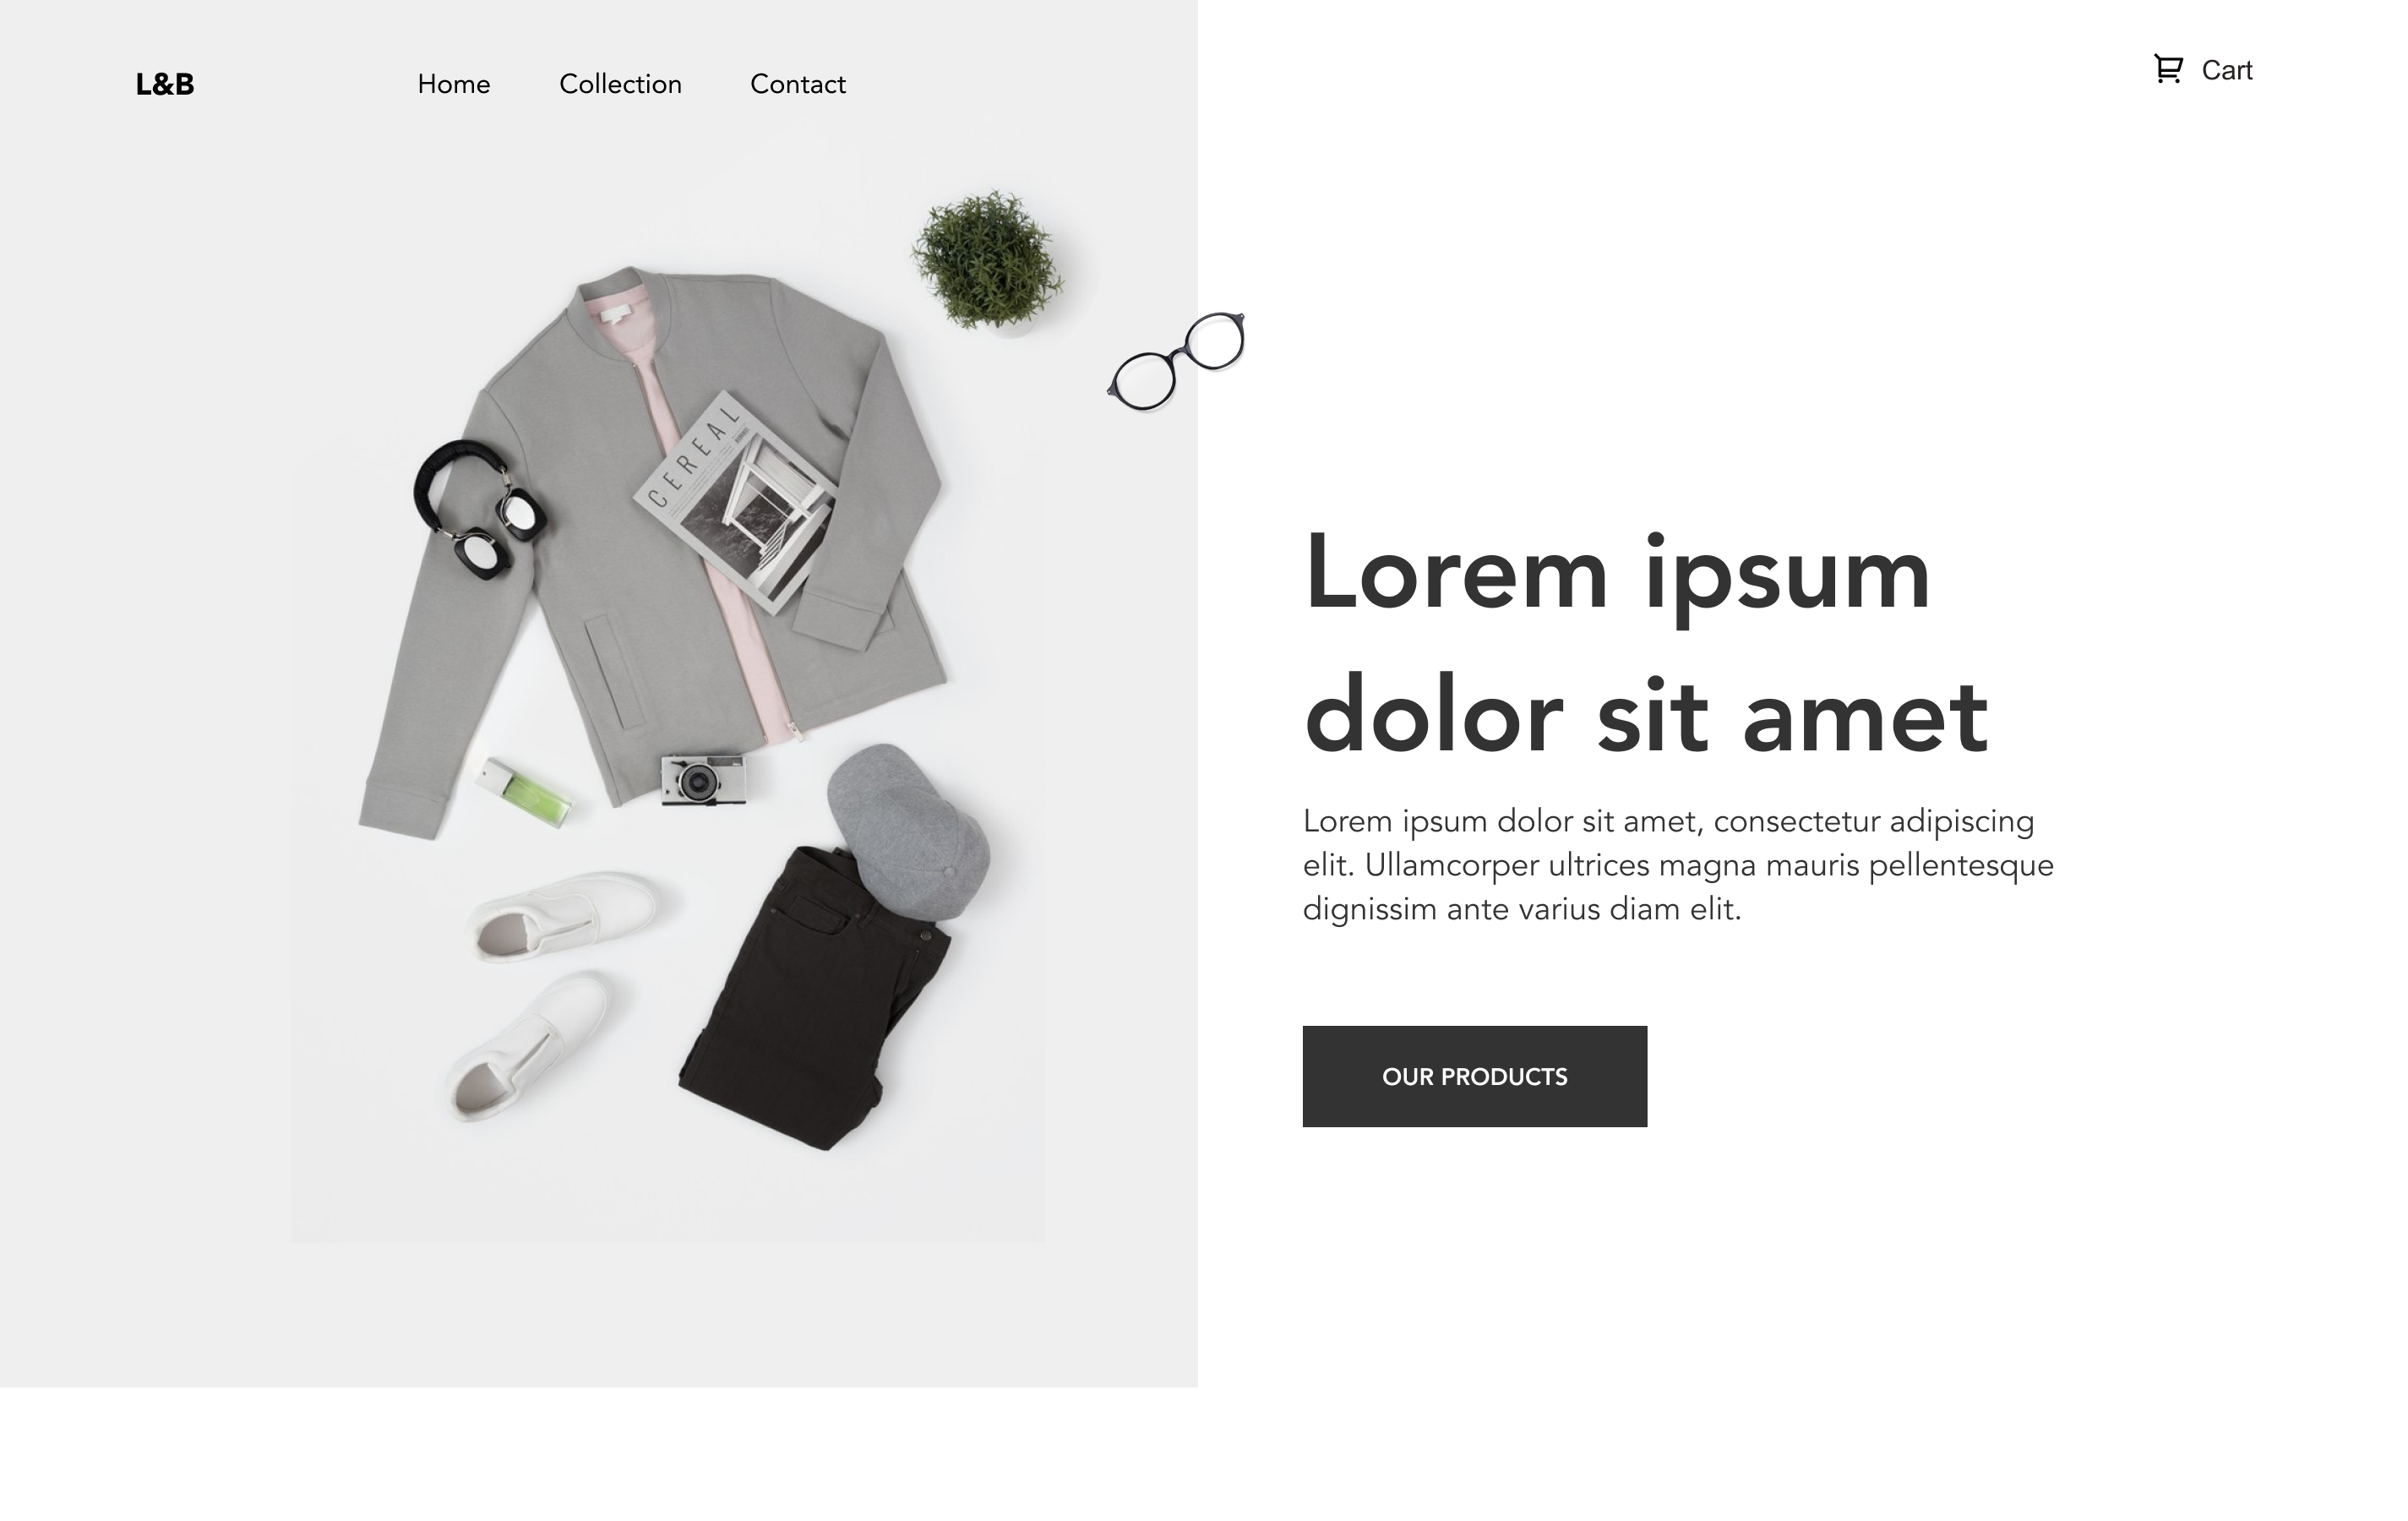 L&B
Home
Collection
Contact
Cart
CEREAL
Lorem ipsum
dolor sit amet
Lorem ipsum dolor sit amet, consectetur adipiscing
elit. Ullamcorper ultrices magna mauris pellentesque
dignissim ante varius diam elit.
OUR PRODUCTS